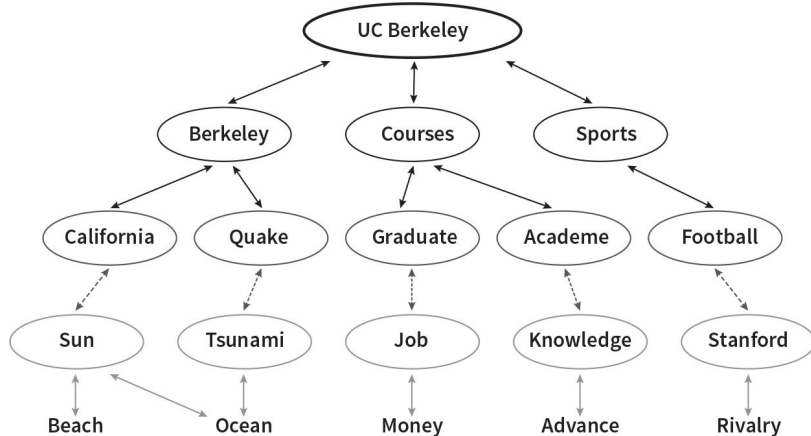 UC Berkeley
Berkeley
Courses
Sports
California
Quake
Graduate
Academe
Football
Sun
Tsunami
Job
Knowledge
Stanford
Beach
Ocean
Money
Advance
Rivalry